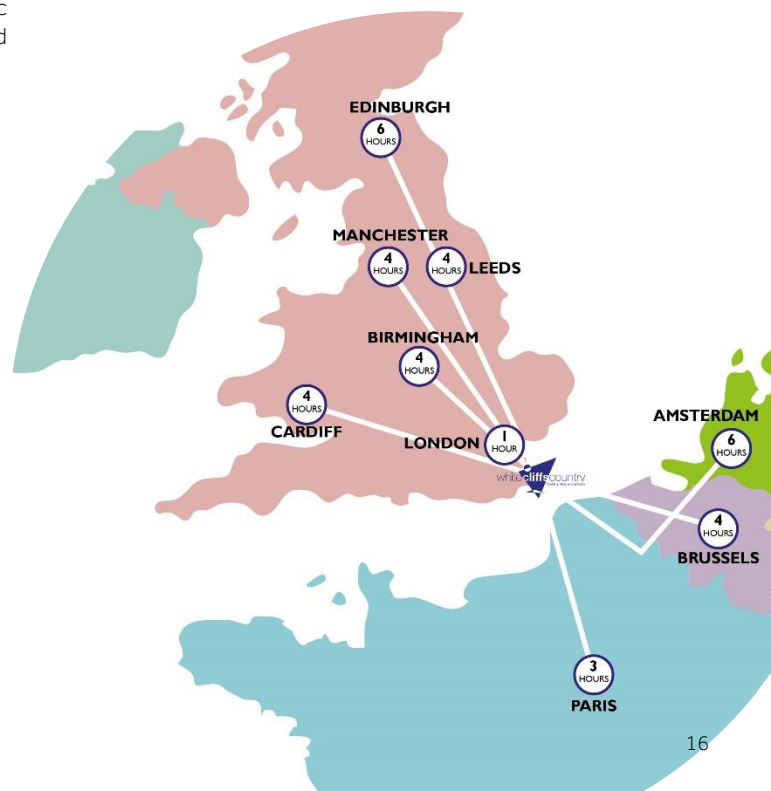 c
d
EDINBURGH
6
HOURS
MANCHESTER
4
HOURS
4
HOURS
LEEDS
BIRMINGHAM
4
HOURS
4
HOURS
CARDIFF
LONDON
1
HOUR
whitecliffscountry
AMSTERDAM
6
HOURS
4
HOURS
BRUSSELS
3
HOURS
PARIS
16